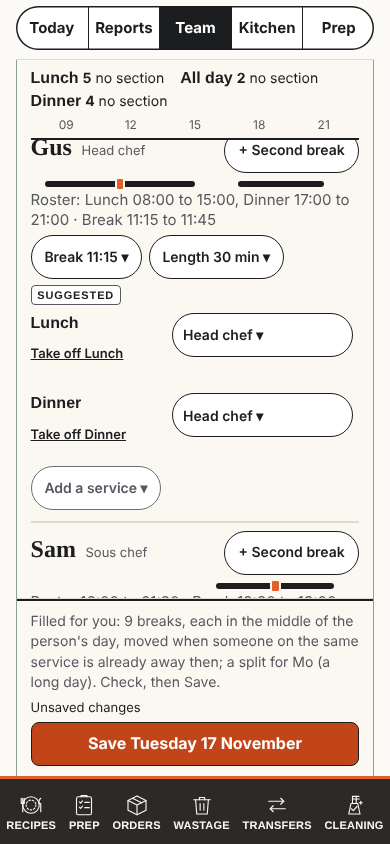 Today Reports Team Kitchen Prep
Lunch 5 no section All day 2 no section
Dinner 4 no section
09 12 15 18 21
Gus Head chef + Second break
Roster: Lunch 08:00 to 15:00, Dinner 17:00 to
21:00 · Break 11:15 to 11:45
Break 11:15 ▾ Length 30 min ▾
SUGGESTED
Lunch Head chef ▾
Take off Lunch
Dinner Head chef ▾
Take off Dinner
Add a service ▾
Sam Sous chef + Second break
Filled for you: 9 breaks, each in the middle of the
person's day, moved when someone on the same
service is already away then; a split for Mo (a
long day). Check, then Save.
Unsaved changes
Save Tuesday 17 November
RECIPES PREP ORDERS WASTAGE TRANSFERS CLEANING